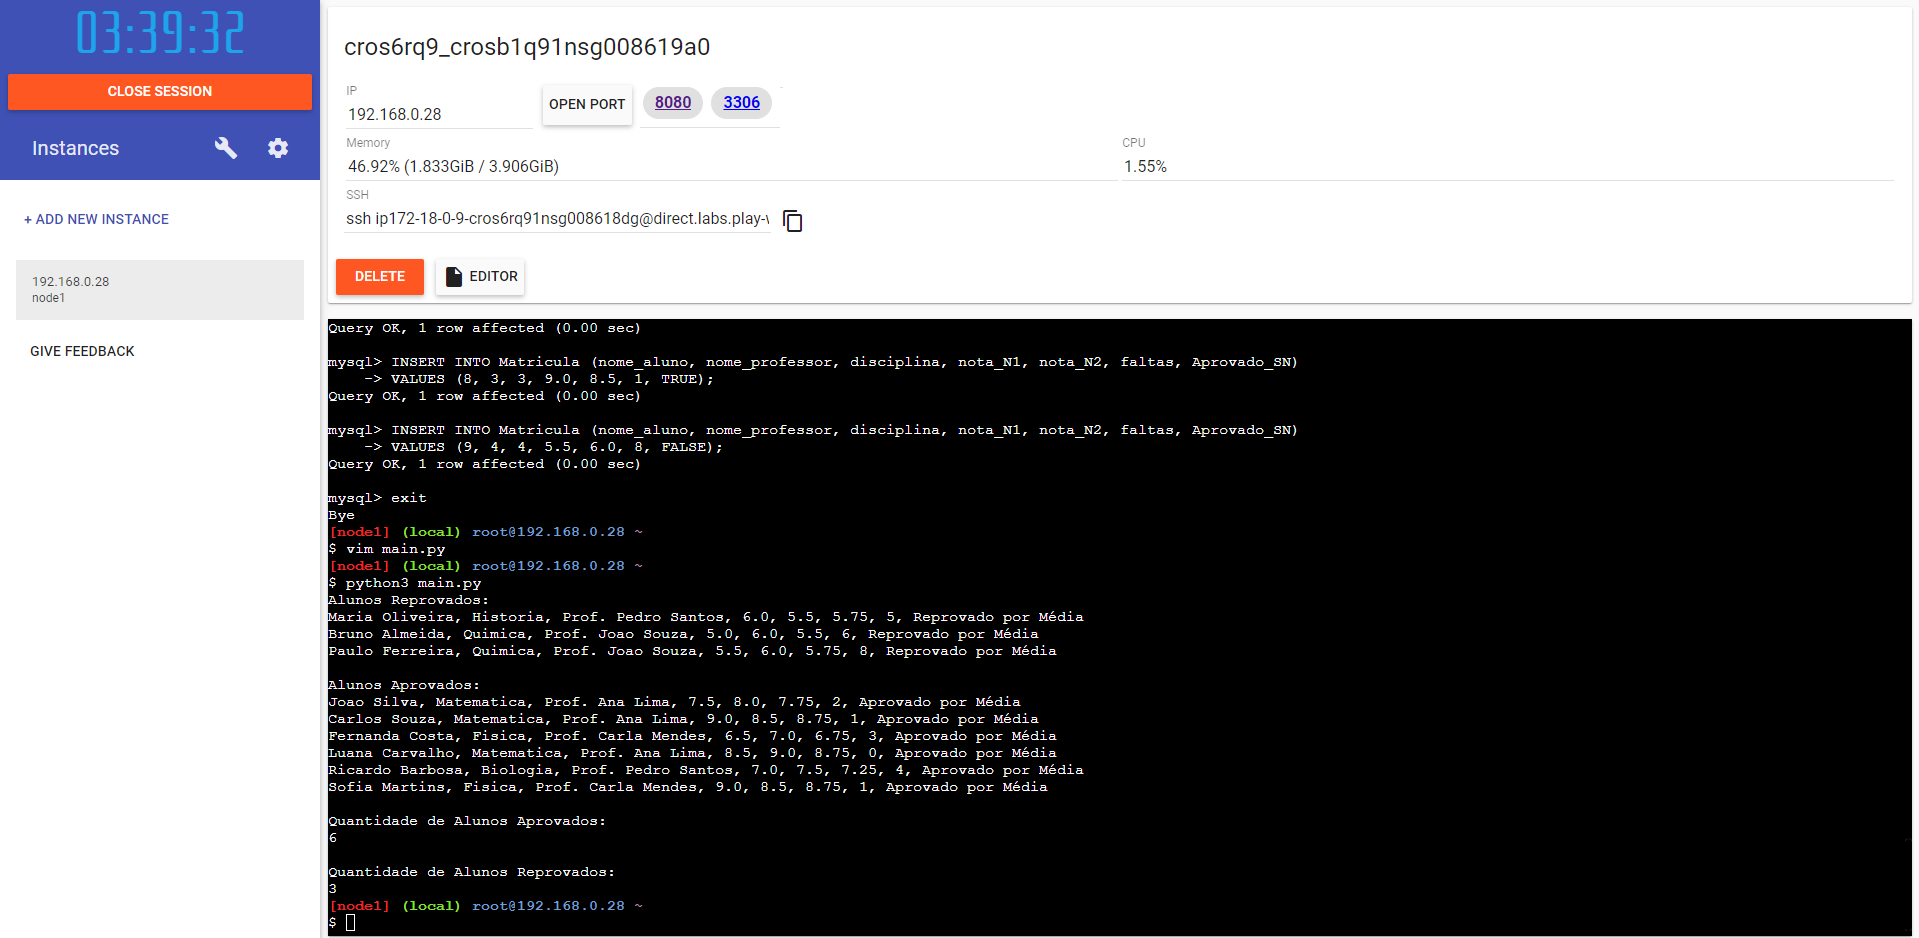 03:39:32
CLOSE SESSION
Instances
+ ADD NEW INSTANCE
192.168.0.28
node1
GIVE FEEDBACK
cros6rq9_crosb1q91nsg008619a0
IP
192.168.0.28
OPEN PORT
8080
3306
Memory
46.92% (1.833GiB / 3.906GiB)
CPU
1.55%
SSH
ssh ip172-18-0-9-cros6rq91nsg008618dg@direct.labs.play-
DELETE
EDITOR
Query OK, 1 row affected (0.00 sec)
mysql> INSERT INTO Matricula (nome_aluno, nome_professor, disciplina, nota_N1, nota_N2, faltas, Aprovado_SN)
-> VALUES (8, 3, 3, 9.0, 8.5, 1, TRUE);
Query OK, 1 row affected (0.00 sec)
mysql> INSERT INTO Matricula (nome_aluno, nome_professor, disciplina, nota_N1, nota_N2, faltas, Aprovado_SN)
-> VALUES (9, 4, 4, 5.5, 6.0, 8, FALSE);
Query OK, 1 row affected (0.00 sec)
mysql> exit
Bye
[node1] (local) root@192.168.0.28 ~
$ vim main.py
[node1] (local) root@192.168.0.28 ~
$ python3 main.py
Alunos Reprovados:
Maria Oliveira, Historia, Prof. Pedro Santos, 6.0, 5.5, 5.75, 5, Reprovado por Média
Bruno Almeida, Quimica, Prof. Joao Souza, 5.0, 6.0, 5.5, 6, Reprovado por Média
Paulo Ferreira, Quimica, Prof. Joao Souza, 5.5, 6.0, 5.75, 8, Reprovado por Média
Alunos Aprovados:
Joao Silva, Matematica, Prof. Ana Lima, 7.5, 8.0, 7.75, 2, Aprovado por Média
Carlos Souza, Matematica, Prof. Ana Lima, 9.0, 8.5, 8.75, 1, Aprovado por Média
Fernanda Costa, Fisica, Prof. Carla Mendes, 6.5, 7.0, 6.75, 3, Aprovado por Média
Luana Carvalho, Matematica, Prof. Ana Lima, 8.5, 9.0, 8.75, 0, Aprovado por Média
Ricardo Barbosa, Biologia, Prof. Pedro Santos, 7.0, 7.5, 7.25, 4, Aprovado por Média
Sofia Martins, Fisica, Prof. Carla Mendes, 9.0, 8.5, 8.75, 1, Aprovado por Média
Quantidade de Alunos Aprovados:
6
Quantidade de Alunos Reprovados:
3
[node1] (local) root@192.168.0.28 ~
$